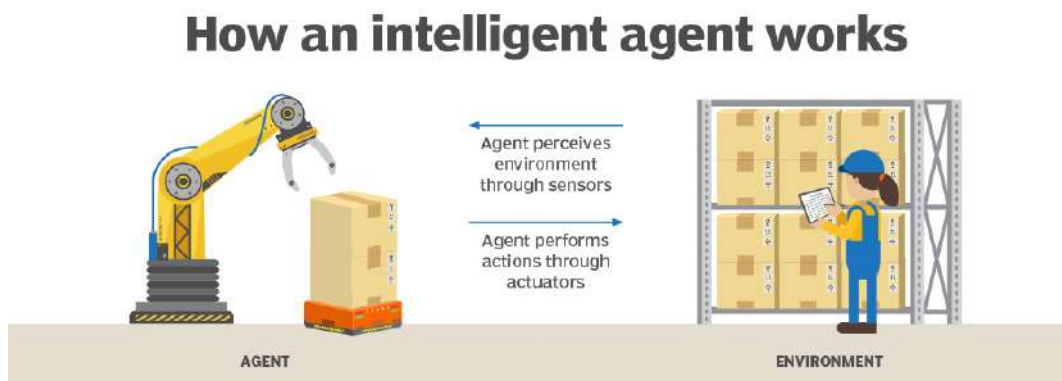 How an intelligent agent works
Agent perceives
environment
through sensors
Agent performs
actions through
actuators
AGENT
ENVIRONMENT